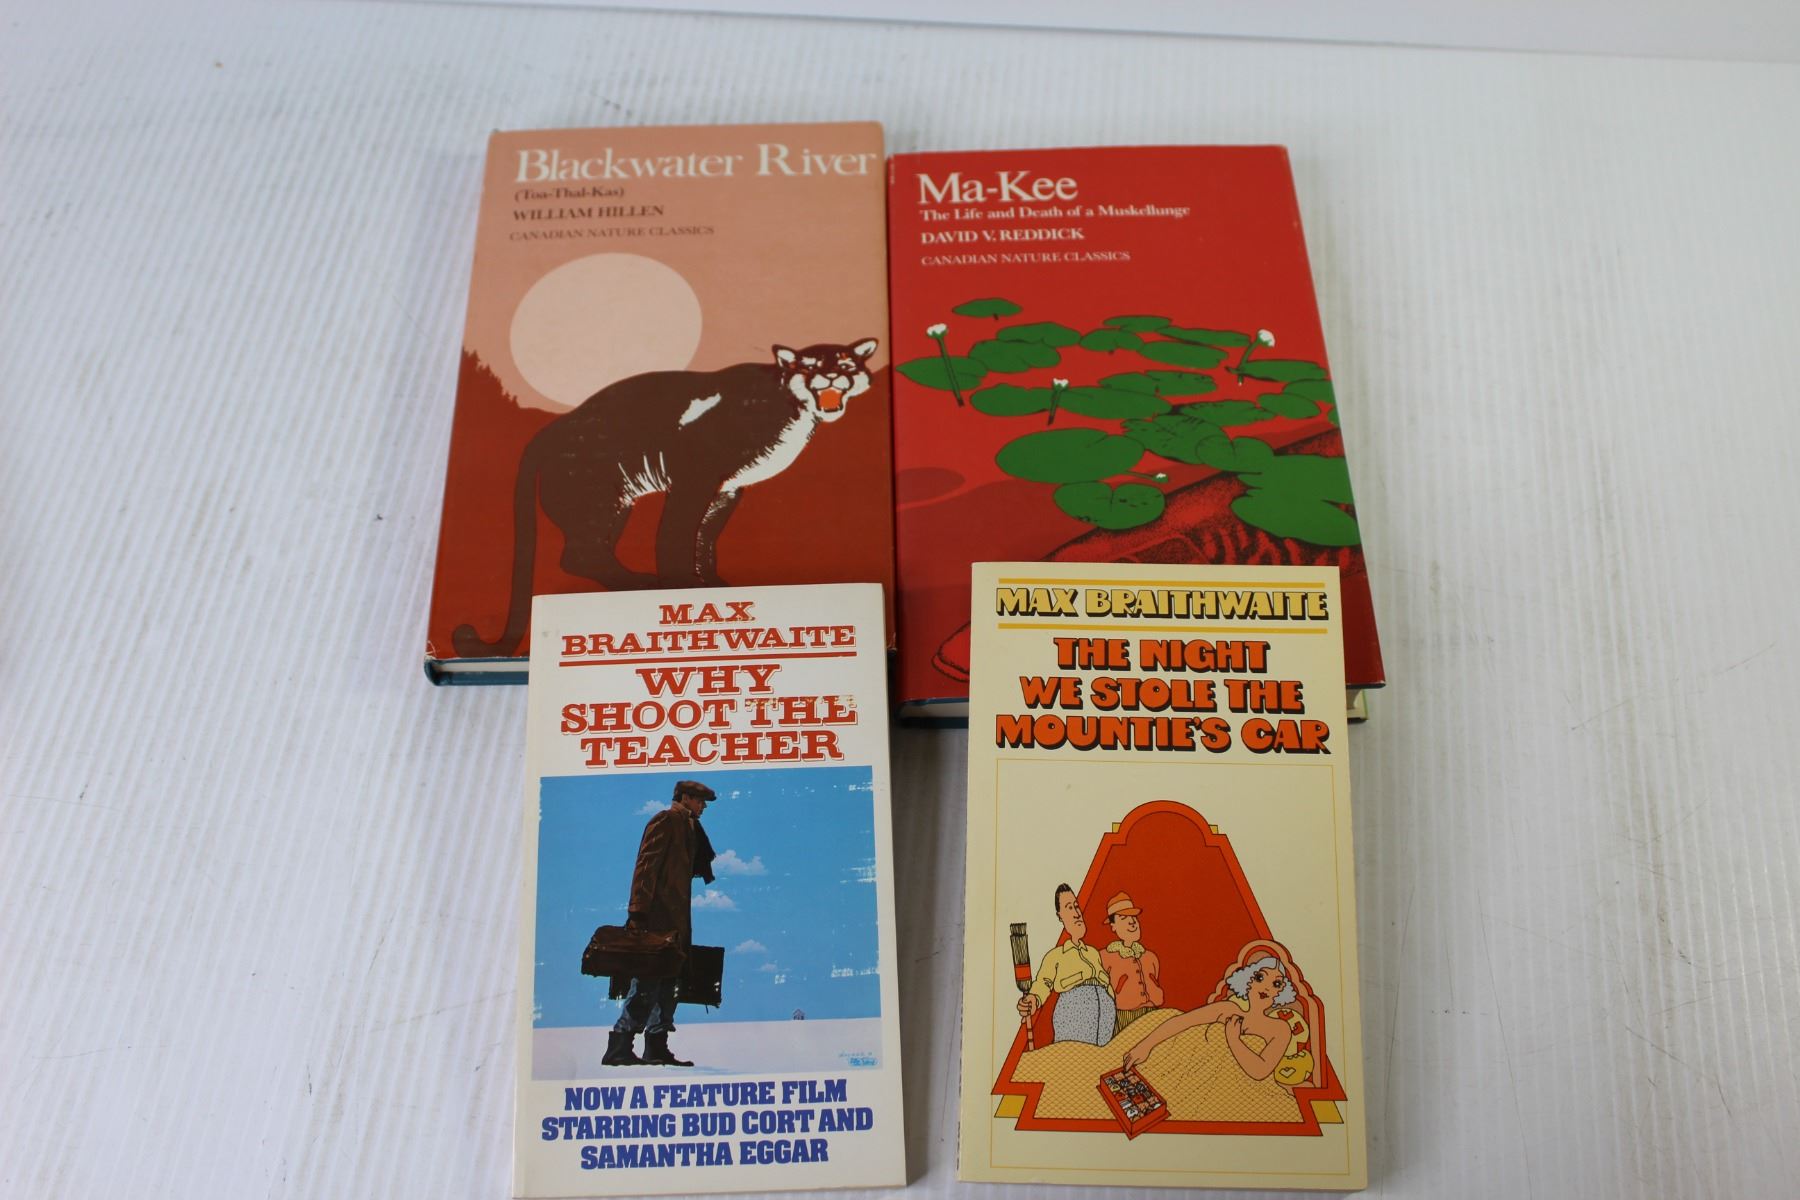 Blackwater River
(Toa-Thal-Kas)
WILLIAM HILLEN
CANADIAN NATURE CLASSICS
Ma-Kee
The Life and Death of a Muskellunge
DAVID V. REDDICK
CANADIAN NATURE CLASSICS
MAX
BRAITHWAITE
WHY
SHOOT THE
TEACHER
NOW A FEATURE FILM
STARRING BUD CORT AND
SAMANTHA EGGAR
MAX BRAITHWAITE
THE NIGHT
WE STOLE THE
MOUNTIE'S CAR